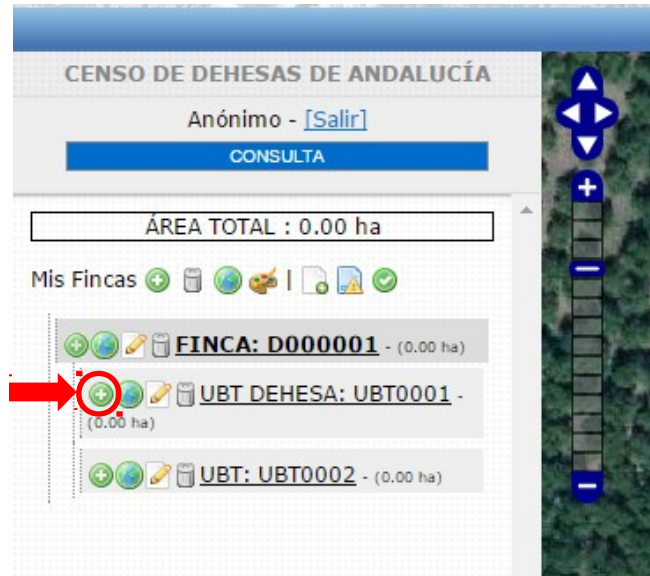 CENSO DE DEHESAS DE ANDALUCÍA
Anónimo - [Salir]
CONSULTA
ÁREA TOTAL : 0.00 ha
Mis Fincas |
FINCA: D000001 - (0.00 ha)
UBT DEHESA: UBT0001 -
(0.00 ha)
UBT: UBT0002 - (0.00 ha)